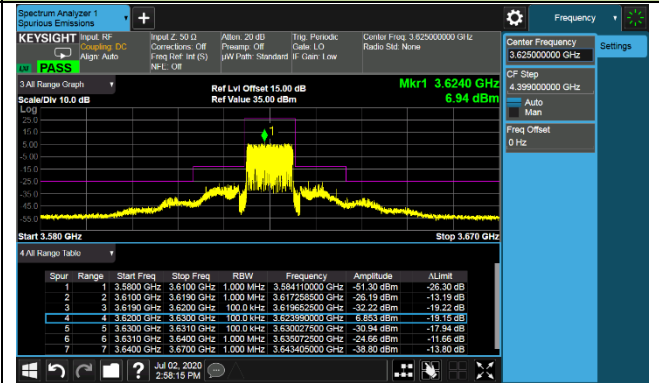 Spectrum Analyzer 1
Spurious Emissions
+
Frequency
KEYSIGHT Input: RF
Coupling: DC
Align: Auto
Input Z: 50 Ω
Corrections: Off
Freq Ref: Int (S)
NFE: Off
Atten: 20 dB
Preamp: Off
µW Path: Standard
Trig: Periodic
Gate: LO
IF Gain: Low
Center Freq: 3.625000000 GHz
Radio Std: None
LXI PASS
Center Frequency
3.625000000 GHz
Settings
CF Step
4.399000000 GHz
Auto
Man
Freq Offset
0 Hz
3 All Range Graph
Scale/Div 10.0 dB
Ref Lvl Offset 15.00 dB
Ref Value 35.00 dBm
Mkr1 3.6240 GHz
6.94 dBm
Log
25.0
15.0
5.00
-5.00
-15.0
-25.0
-35.0
-45.0
-55.0
1
Start 3.580 GHz
Stop 3.670 GHz
4 All Range Table
Spur Range Start Freq Stop Freq RBW Frequency Amplitude ΔLimit
1 1 3.5800 GHz 3.6100 GHz 1.000 MHz 3.584110000 GHz -51.30 dBm -26.30 dB
2 2 3.6100 GHz 3.6190 GHz 1.000 MHz 3.617258500 GHz -26.19 dBm -13.19 dB
3 3 3.6190 GHz 3.6200 GHz 100.0 kHz 3.619652500 GHz -32.22 dBm -19.22 dB
4 4 3.6200 GHz 3.6300 GHz 100.0 kHz 3.623990000 GHz 6.853 dBm -19.15 dB
5 5 3.6300 GHz 3.6310 GHz 100.0 kHz 3.630027500 GHz -30.94 dBm -17.94 dB
6 6 3.6310 GHz 3.6400 GHz 1.000 MHz 3.635072500 GHz -24.66 dBm -11.66 dB
7 7 3.6400 GHz 3.6700 GHz 1.000 MHz 3.643405000 GHz -38.80 dBm -13.80 dB
?
Jul 02, 2020
2:58:15 PM